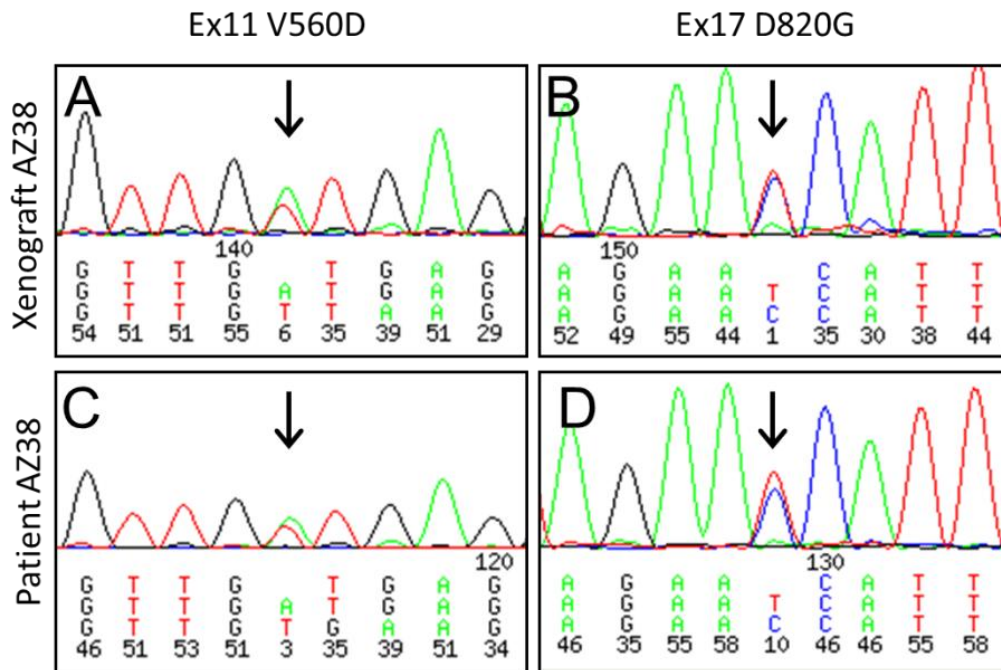 Ex11 V560D Ex17 D820G
Xenograft AZ38
A
140
G T T G T G A G
G T T G A T G A G
G T T G T T A A G
54 51 51 55 6 35 39 51 29
B
150
A G A A C A T T
A G A A T C A T T
A G A A C C A T T
52 49 55 44 1 35 30 38 44
Patient AZ38
C
120
G T T G T G A G
G T T G A T G A G
G T T G T T A A G
46 51 53 51 3 35 39 51 34
D
130
A G A A C A T T
A G A A T C A T T
A G A A C C A T T
46 35 55 58 10 46 46 55 58